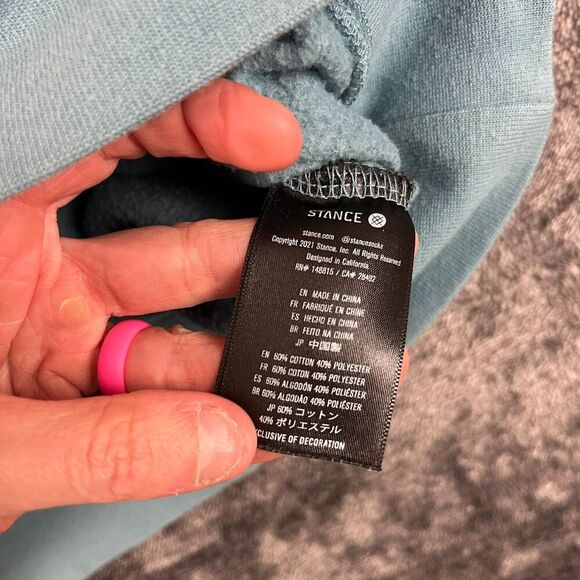 STANCE
stance.com @stancesocks
Copyright 2021 Stance, Inc. All Rights Reserved
Designed in California
RN# 148815 / CA# 28492
EN MADE IN CHINA
FR FABRIQUÉ EN CHINE
ES HECHO EN CHINA
BR FEITO NA CHINA
JP 中国製
EN 60% COTTON 40% POLYESTER
FR 60% COTON 40% POLYESTER
ES 60% ALGODÓN 40% POLIÉSTER
BR 60% ALGODÃO 40% POLIÉSTER
JP 60% コットン
40% ポリエステル
EXCLUSIVE OF DECORATION